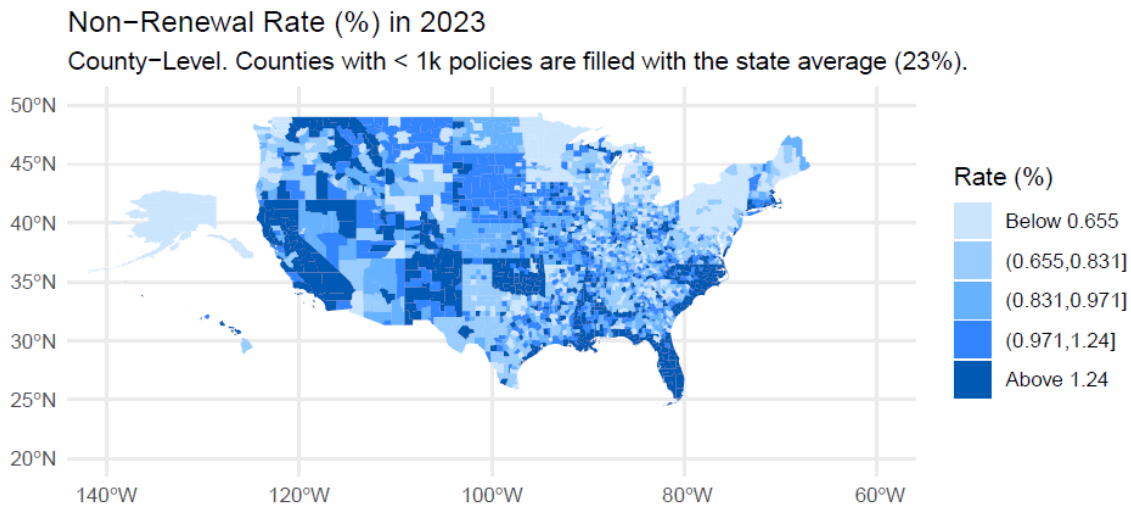 Non−Renewal Rate (%) in 2023
County−Level. Counties with < 1k policies are filled with the state average (23%).
50°N
45°N
40°N
35°N
30°N
25°N
20°N
140°W
120°W
100°W
80°W
60°W
Rate (%)
Below 0.655
(0.655,0.831]
(0.831,0.971]
(0.971,1.24]
Above 1.24